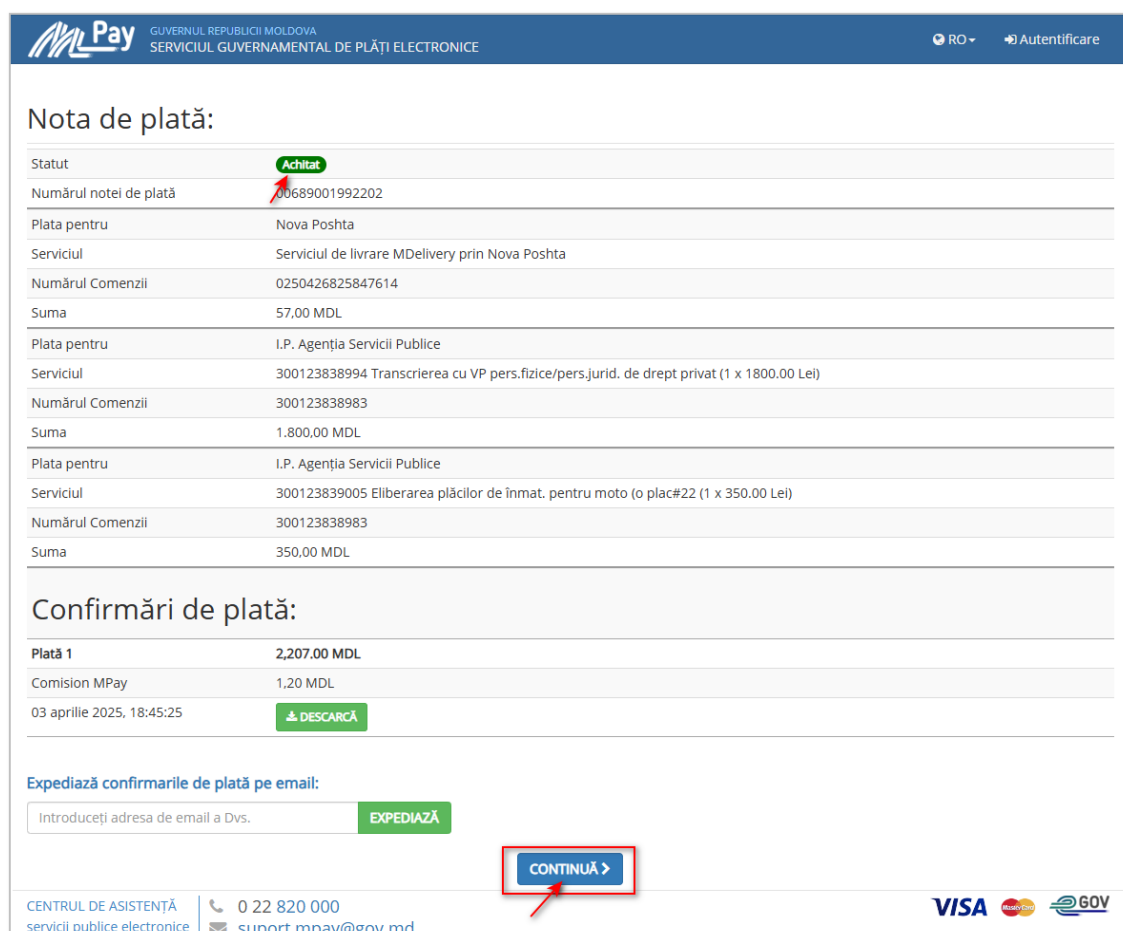 Pay
GUVERNUL REPUBLICII MOLDOVA
SERVICIUL GUVERNAMENTAL DE PLĂȚI ELECTRONICE
RO
Autentificare
Nota de plată:
Statut Achitat
Numărul notei de plată 00689001992202
Plata pentru Nova Poshta
Serviciul Serviciul de livrare MDelivery prin Nova Poshta
Numărul Comenzii 0250426825847614
Suma 57,00 MDL
Plata pentru I.P. Agenția Servicii Publice
Serviciul 300123838994 Transcrierea cu VP pers.fizice/pers.jurid. de drept privat (1 x 1800.00 Lei)
Numărul Comenzii 300123838983
Suma 1.800,00 MDL
Plata pentru I.P. Agenția Servicii Publice
Serviciul 300123839005 Eliberarea plăcilor de înmat. pentru moto (o plac#22 (1 x 350.00 Lei)
Numărul Comenzii 300123838983
Suma 350,00 MDL
Confirmări de plată:
Plată 1 2,207.00 MDL
Comision MPay 1,20 MDL
03 aprilie 2025, 18:45:25 DESCARCĂ
Expediază confirmarile de plată pe email:
Introduceți adresa de email a Dvs. EXPEDIAZĂ
CONTINUĂ
CENTRUL DE ASISTENȚĂ 0 22 820 000
servicii publice electronice suport.mpay@gov.md
VISA MasterCard GOV